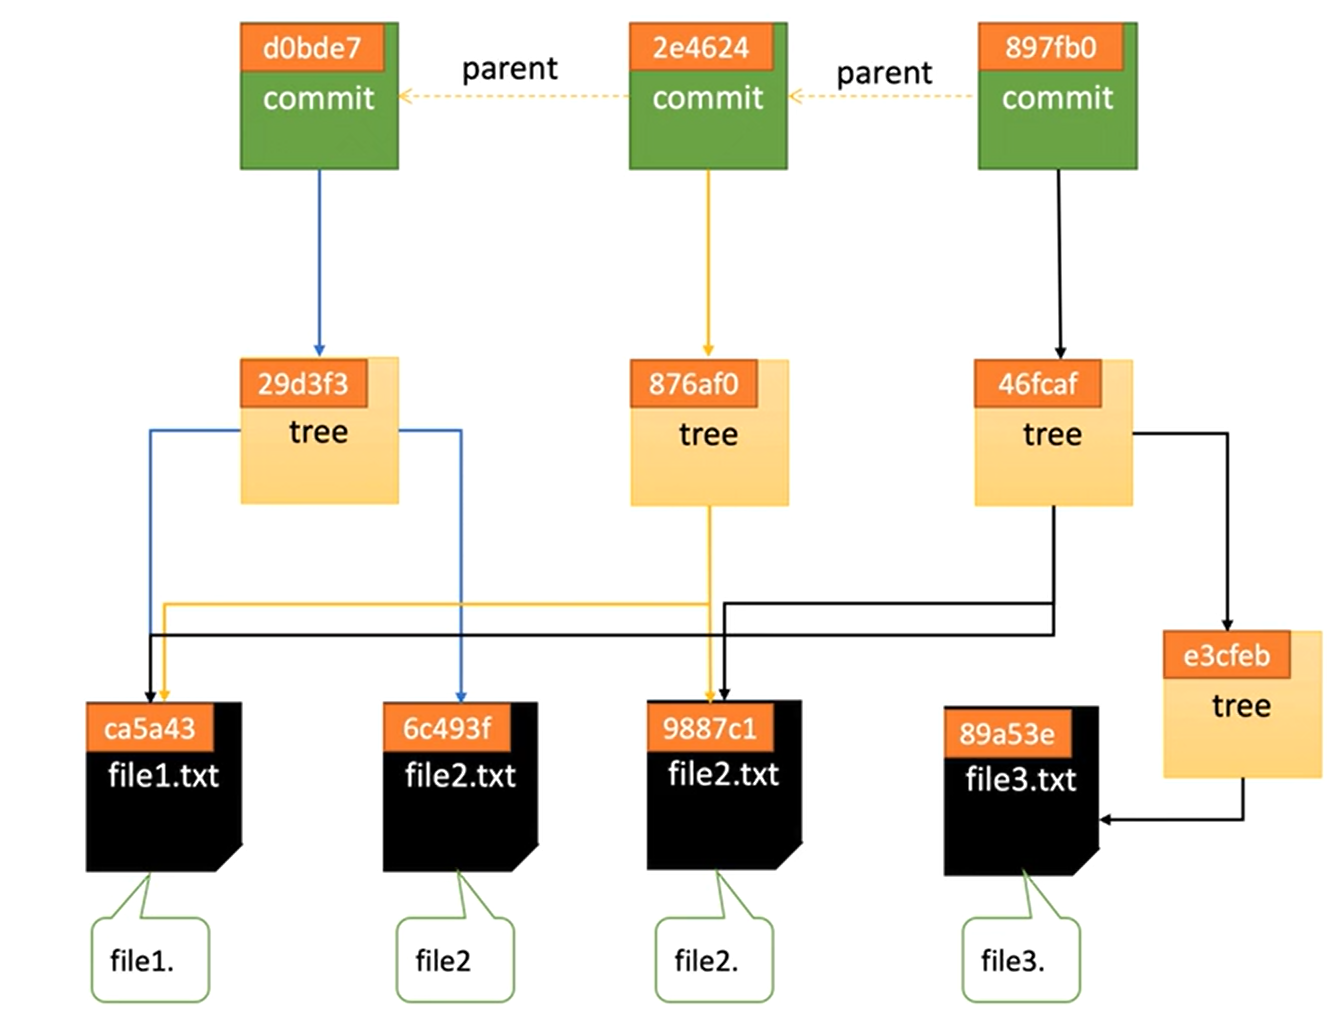 d0bde7
commit
parent
2e4624
commit
parent
897fb0
commit
29d3f3
tree
876af0
tree
46fcaf
tree
e3cfeb
tree
ca5a43
file1.txt
6c493f
file2.txt
9887c1
file2.txt
89a53e
file3.txt
file1.
file2
file2.
file3.